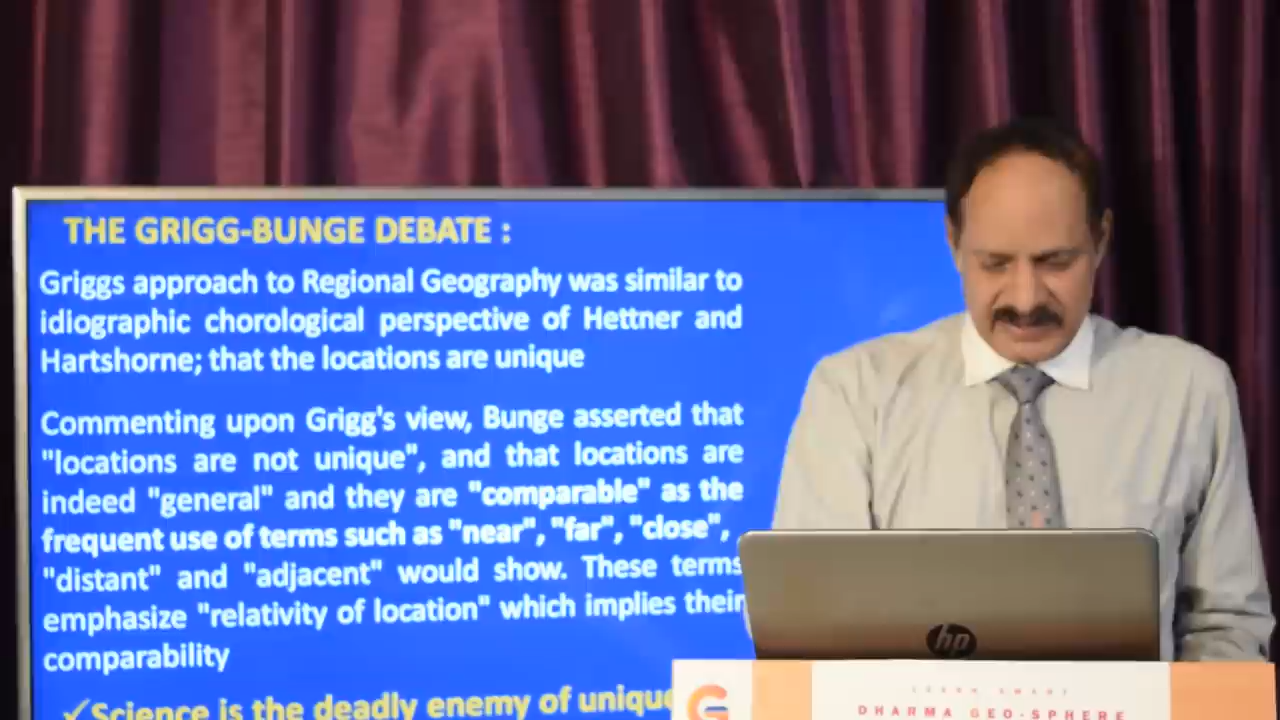 THE GRIGG-BUNGE DEBATE :
Griggs approach to Regional Geography was similar to
idiographic chorological perspective of Hettner and
Hartshorne; that the locations are unique
Commenting upon Grigg's view, Bunge asserted that
"locations are not unique", and that locations are
indeed "general" and they are "comparable" as the
frequent use of terms such as "near", "far", "close",
"distant" and "adjacent" would show. These terms
emphasize "relativity of location" which implies their
comparability
✓Science is the deadly enemy of unique
hp
LEARN SMART
DHARMA GEO-SPHERE